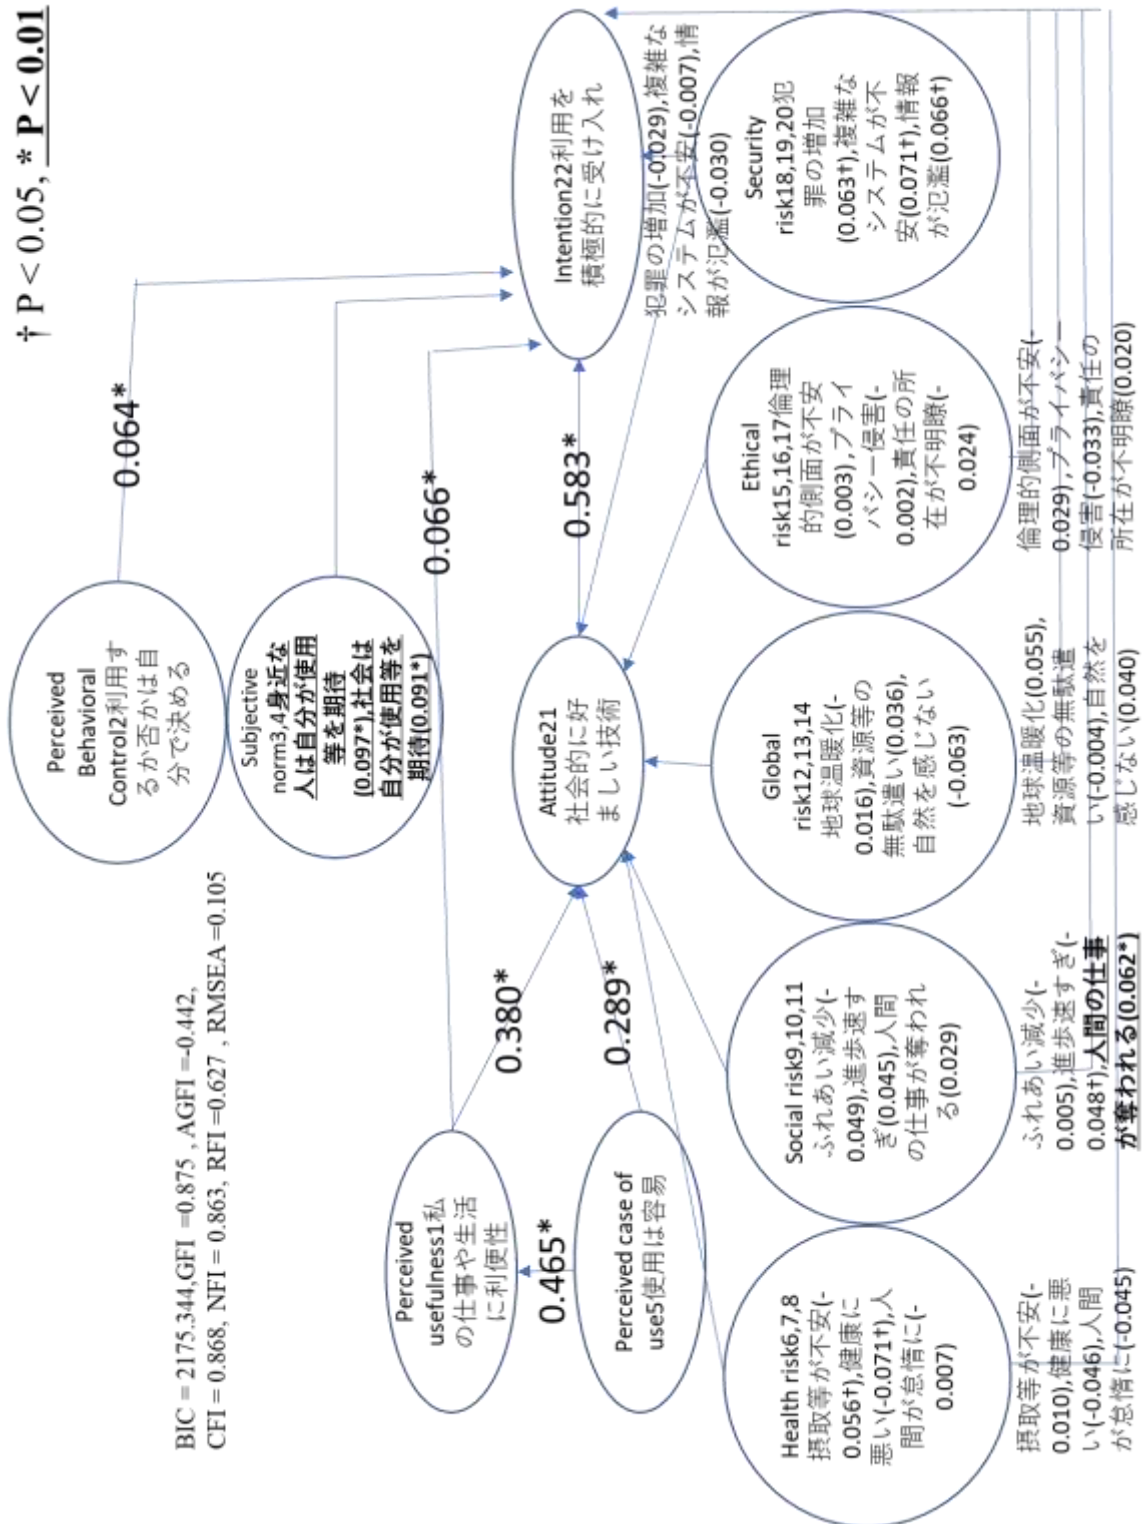 † P < 0.05, * P < 0.01
BIC = 2175.344,GFI =0.875 , AGFI =-0.442,
CFI = 0.868, NFI = 0.863, RFI =0.627 , RMSEA =0.105
Perceived
Behavioral
Control2利用す
るか否かは自
分で決める
0.064*
Subjective
norm3,4身近な
人は自分が使用
等を期待
(0.097*),社会は
自分が使用等を
期待(0.091*)
0.066*
Perceived
usefulness1私
の仕事や生活
に利便性
0.465*
Perceived case of
use5使用は容易
0.380*
0.289*
Attitude21
社会的に好
ましい技術
0.583*
Intention22利用を
積極的に受け入れ
犯罪の増加(-0.029),複雑な
システムが不安(-0.007),情
報が氾濫(-0.030)
Health risk6,7,8
摂取等が不安(-
0.056†),健康に
悪い(-0.071†),人
間が怠惰に(-
0.007)
Social risk9,10,11
ふれあい減少(-
0.049),進歩速す
ぎ(0.045),人間
の仕事が奪われ
る(0.029)
Global
risk12,13,14
地球温暖化(-
0.016),資源等の
無駄遣い(0.036),
自然を感じない
(-0.063)
Ethical
risk15,16,17倫理
的側面が不安
(0.003),プライ
バシー侵害(-
0.002),責任の所
在が不明瞭(-
0.024)
Security
risk18,19,20犯
罪の増加
(0.063†),複雑な
システムが不
安(0.071†),情報
が氾濫(0.066†)
摂取等が不安(-
0.010),健康に悪
い(-0.046),人間
が怠惰に(-0.045)
ふれあい減少(-
0.005),進歩速すぎ(-
0.048†),人間の仕事
が奪われる(0.062*)
地球温暖化(0.055),
資源等の無駄遣
い(-0.004),自然を
感じない(0.040)
倫理的側面が不安(-
0.029),プライバシー
侵害(-0.033),責任の
所在が不明瞭(0.020)